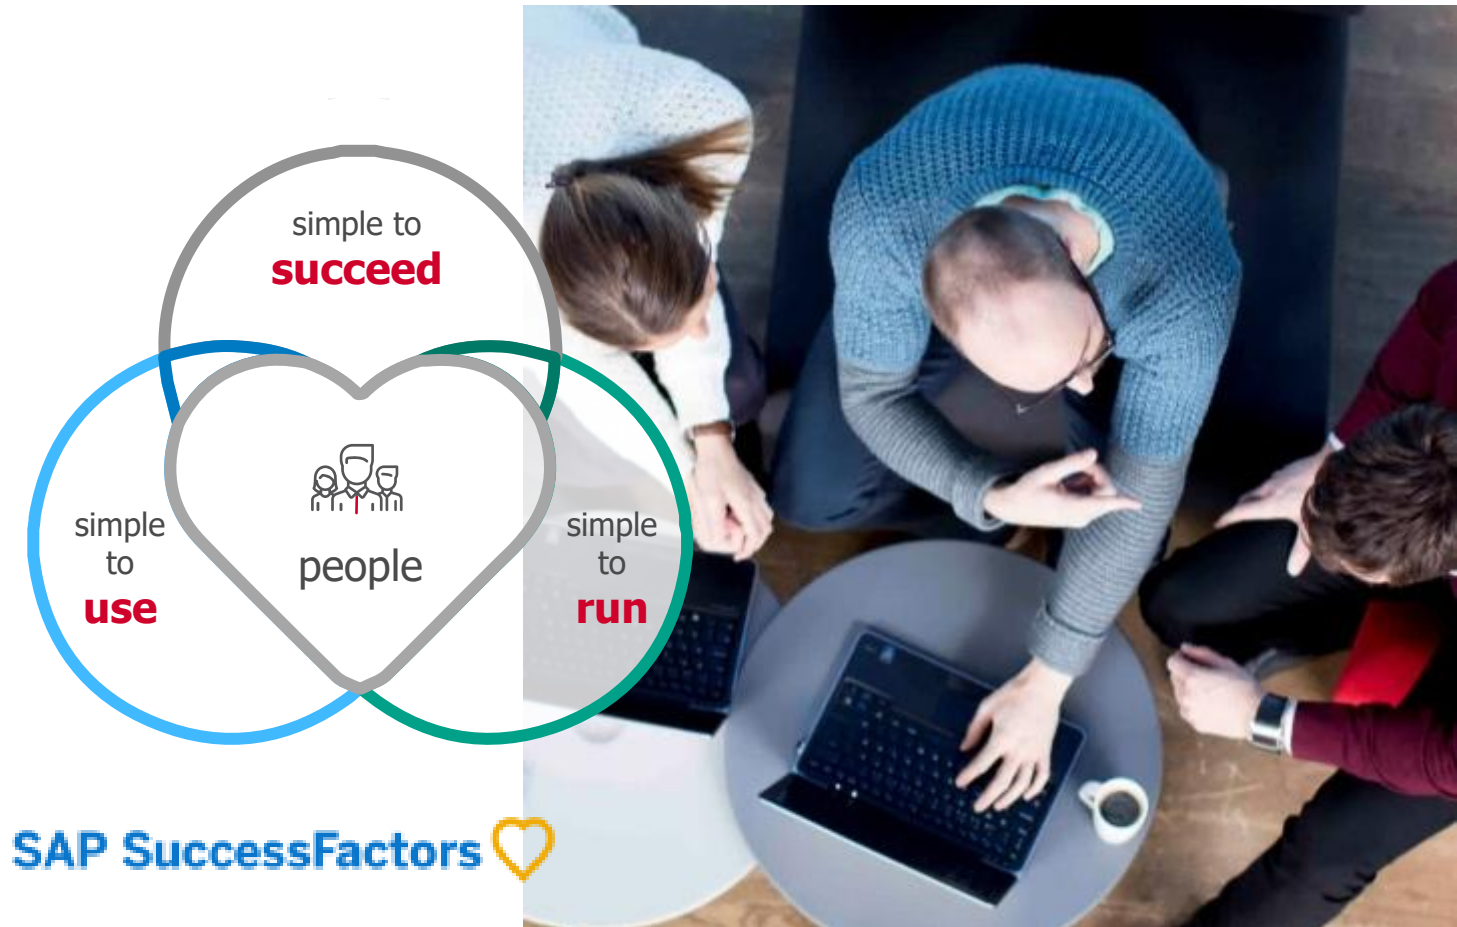 simple to
succeed
simple
to
use
people
simple
to
run
SAP SuccessFactors